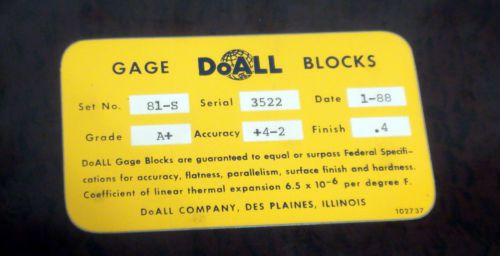 GAGE DoALL BLOCKS
Set No. 81-S Serial 3522 Date 1-88
Grade A+ Accuracy +4-2 Finish .4
DoALL Gage Blocks are guaranteed to equal or surpass Federal Specifi-
cations for accuracy, flatness, parallelism, surface finish and hardness.
Coefficient of linear thermal expansion 6.5 x 10⁻⁶ per degree F.
DoALL COMPANY, DES PLAINES, ILLINOIS
102737